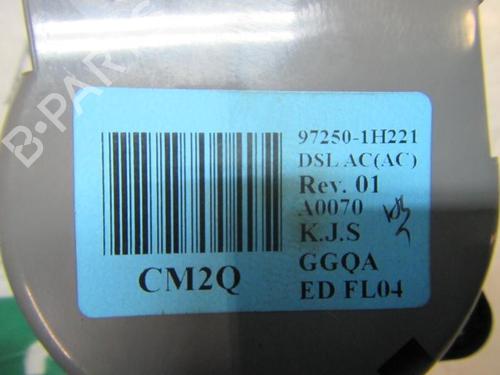 B-PARTS
97250-1H221
DSL AC(AC)
Rev. 01
A0070
K.J.S
CM2Q
GGQA
ED FL04